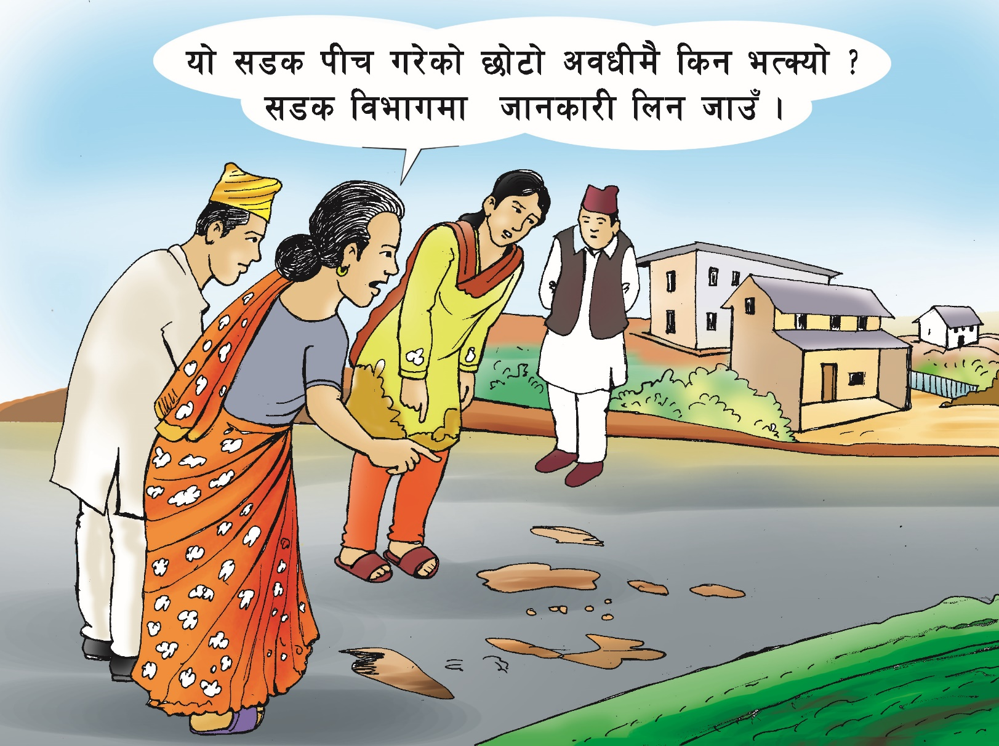 यो सडक पीच गरेको छोटो अवधीमै किन भत्क्यो ?
सडक विभागमा जानकारी लिन जाउँ ।